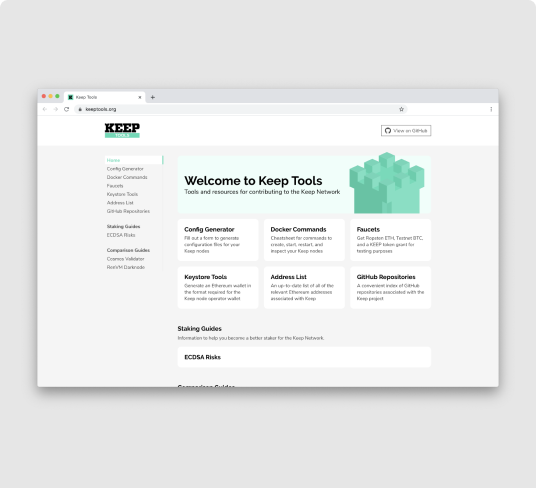 Keep Tools
keeptools.org
KEEP
TOOLS
View on GitHub
Home
Config Generator
Docker Commands
Faucets
Keystore Tools
Address List
GitHub Repositories
Staking Guides
ECDSA Risks
Comparison Guides
Cosmos Validator
RenVM Darknode
Welcome to Keep Tools
Tools and resources for contributing to the Keep Network
Config Generator
Fill out a form to generate
configuration files for your
Keep nodes
Docker Commands
Cheatsheet for commands to
create, start, restart, and
inspect your Keep nodes
Faucets
Get Ropsten ETH, Testnet BTC,
and a KEEP token grant for
testing purposes
Keystore Tools
Generate an Ethereum wallet in
the format required for the
Keep node operator wallet
Address List
An up-to-date list of all of the
relevant Ethereum addresses
associated with Keep
GitHub Repositories
A convenient index of GitHub
repositories associated with the
Keep project
Staking Guides
Information to help you become a better staker for the Keep Network.
ECDSA Risks
Comparison Guides